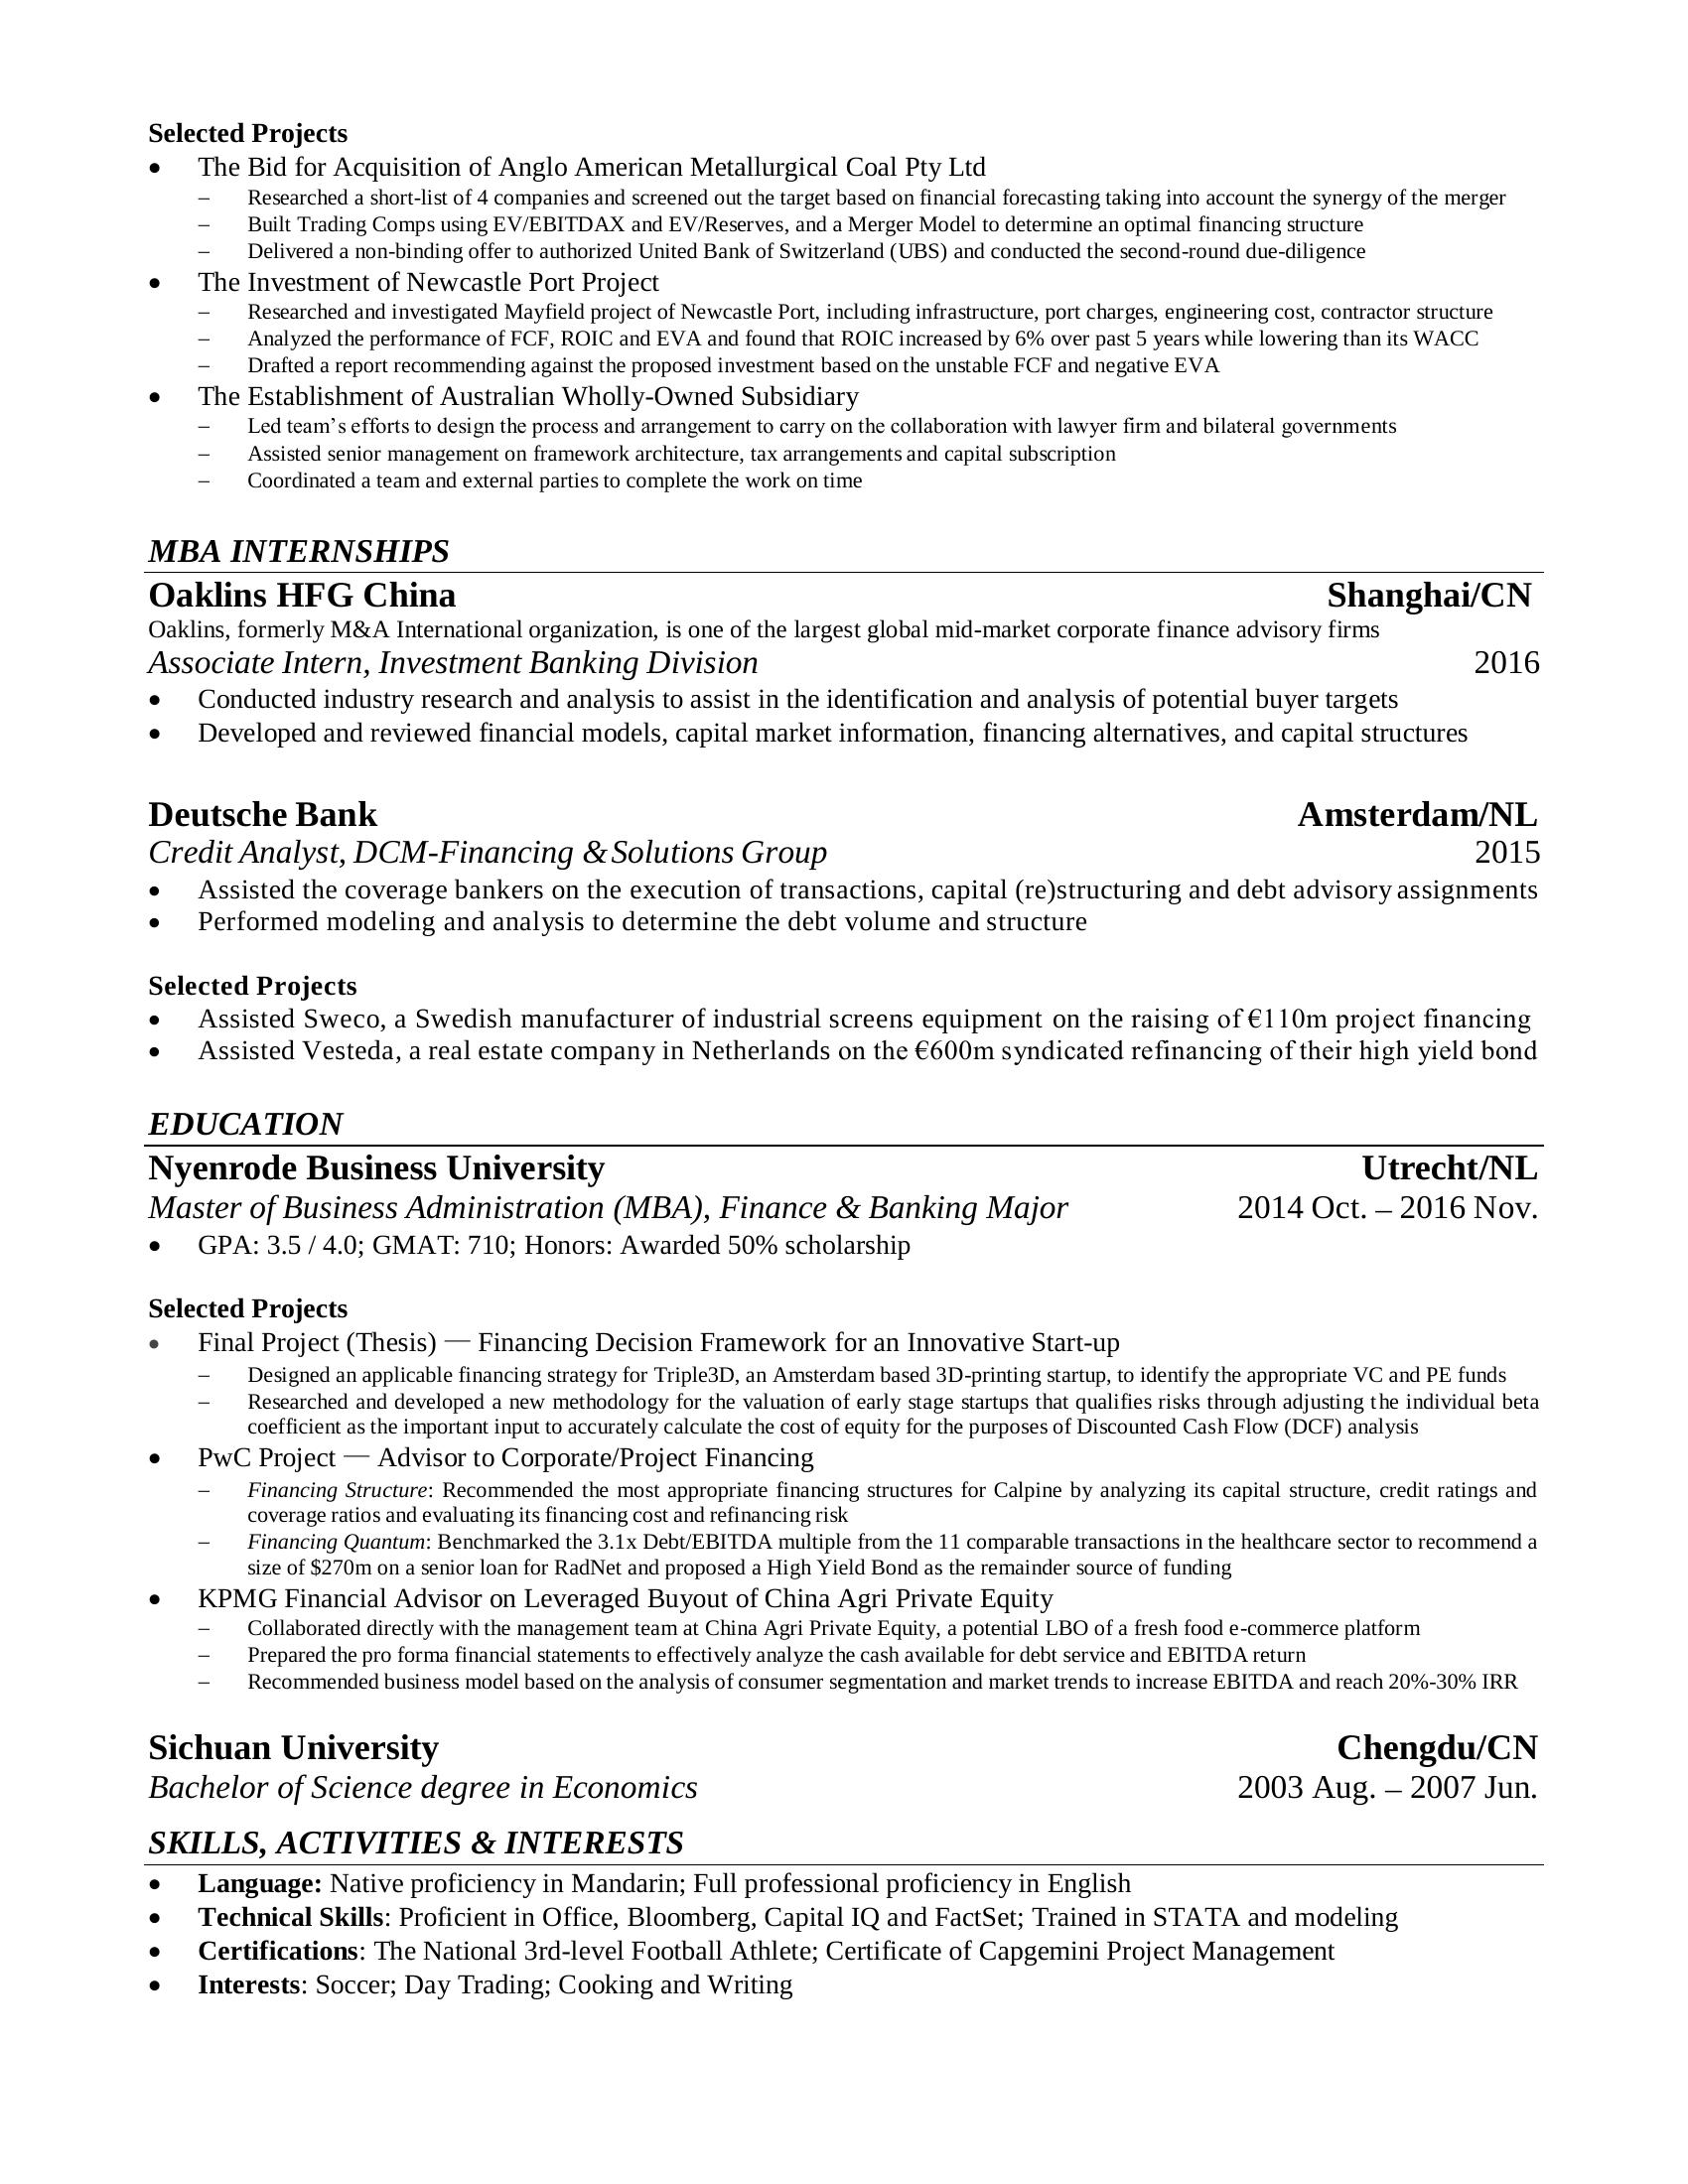 Selected Projects
• The Bid for Acquisition of Anglo American Metallurgical Coal Pty Ltd
– Researched a short-list of 4 companies and screened out the target based on financial forecasting taking into account the synergy of the merger
– Built Trading Comps using EV/EBITDAX and EV/Reserves, and a Merger Model to determine an optimal financing structure
– Delivered a non-binding offer to authorized United Bank of Switzerland (UBS) and conducted the second-round due-diligence
• The Investment of Newcastle Port Project
– Researched and investigated Mayfield project of Newcastle Port, including infrastructure, port charges, engineering cost, contractor structure
– Analyzed the performance of FCF, ROIC and EVA and found that ROIC increased by 6% over past 5 years while lowering than its WACC
– Drafted a report recommending against the proposed investment based on the unstable FCF and negative EVA
• The Establishment of Australian Wholly-Owned Subsidiary
– Led team’s efforts to design the process and arrangement to carry on the collaboration with lawyer firm and bilateral governments
– Assisted senior management on framework architecture, tax arrangements and capital subscription
– Coordinated a team and external parties to complete the work on time
MBA INTERNSHIPS
Oaklins HFG China Shanghai/CN
Oaklins, formerly M&A International organization, is one of the largest global mid-market corporate finance advisory firms
Associate Intern, Investment Banking Division 2016
• Conducted industry research and analysis to assist in the identification and analysis of potential buyer targets
• Developed and reviewed financial models, capital market information, financing alternatives, and capital structures
Deutsche Bank Amsterdam/NL
Credit Analyst, DCM-Financing & Solutions Group 2015
• Assisted the coverage bankers on the execution of transactions, capital (re)structuring and debt advisory assignments
• Performed modeling and analysis to determine the debt volume and structure
Selected Projects
• Assisted Sweco, a Swedish manufacturer of industrial screens equipment on the raising of €110m project financing
• Assisted Vesteda, a real estate company in Netherlands on the €600m syndicated refinancing of their high yield bond
EDUCATION
Nyenrode Business University Utrecht/NL
Master of Business Administration (MBA), Finance & Banking Major 2014 Oct. – 2016 Nov.
• GPA: 3.5 / 4.0; GMAT: 710; Honors: Awarded 50% scholarship
Selected Projects
• Final Project (Thesis) — Financing Decision Framework for an Innovative Start-up
– Designed an applicable financing strategy for Triple3D, an Amsterdam based 3D-printing startup, to identify the appropriate VC and PE funds
– Researched and developed a new methodology for the valuation of early stage startups that qualifies risks through adjusting the individual beta
coefficient as the important input to accurately calculate the cost of equity for the purposes of Discounted Cash Flow (DCF) analysis
• PwC Project — Advisor to Corporate/Project Financing
– Financing Structure: Recommended the most appropriate financing structures for Calpine by analyzing its capital structure, credit ratings and
coverage ratios and evaluating its financing cost and refinancing risk
– Financing Quantum: Benchmarked the 3.1x Debt/EBITDA multiple from the 11 comparable transactions in the healthcare sector to recommend a
size of $270m on a senior loan for RadNet and proposed a High Yield Bond as the remainder source of funding
• KPMG Financial Advisor on Leveraged Buyout of China Agri Private Equity
– Collaborated directly with the management team at China Agri Private Equity, a potential LBO of a fresh food e-commerce platform
– Prepared the pro forma financial statements to effectively analyze the cash available for debt service and EBITDA return
– Recommended business model based on the analysis of consumer segmentation and market trends to increase EBITDA and reach 20%-30% IRR
Sichuan University Chengdu/CN
Bachelor of Science degree in Economics 2003 Aug. – 2007 Jun.
SKILLS, ACTIVITIES & INTERESTS
• Language: Native proficiency in Mandarin; Full professional proficiency in English
• Technical Skills: Proficient in Office, Bloomberg, Capital IQ and FactSet; Trained in STATA and modeling
• Certifications: The National 3rd-level Football Athlete; Certificate of Capgemini Project Management
• Interests: Soccer; Day Trading; Cooking and Writing